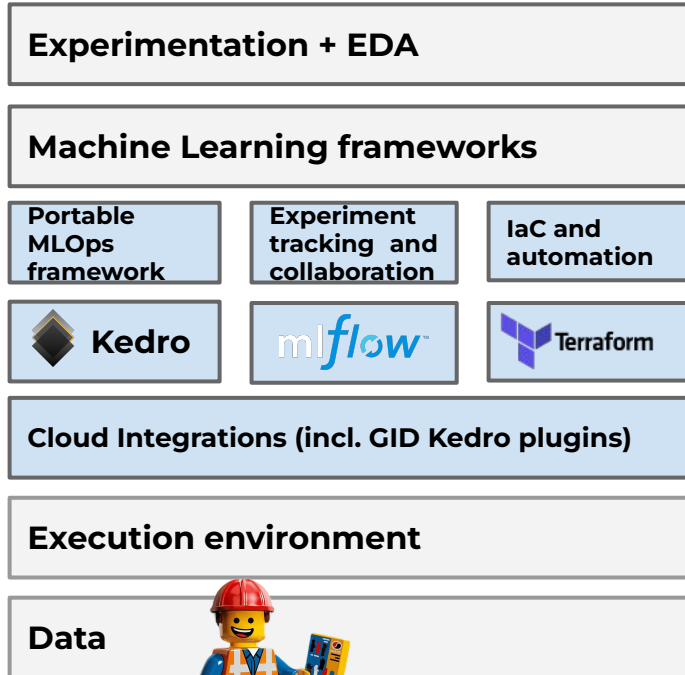 Experimentation + EDA
Machine Learning frameworks
Portable
MLOps
framework
Experiment
tracking and
collaboration
IaC and
automation
Kedro
mlflow™
Terraform
Cloud Integrations (incl. GID Kedro plugins)
Execution environment
Data